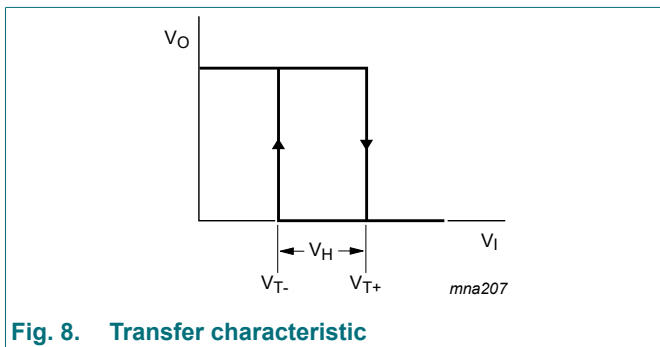 VO
VH
VI
VT-
VT+
mna207
Fig. 8. Transfer characteristic